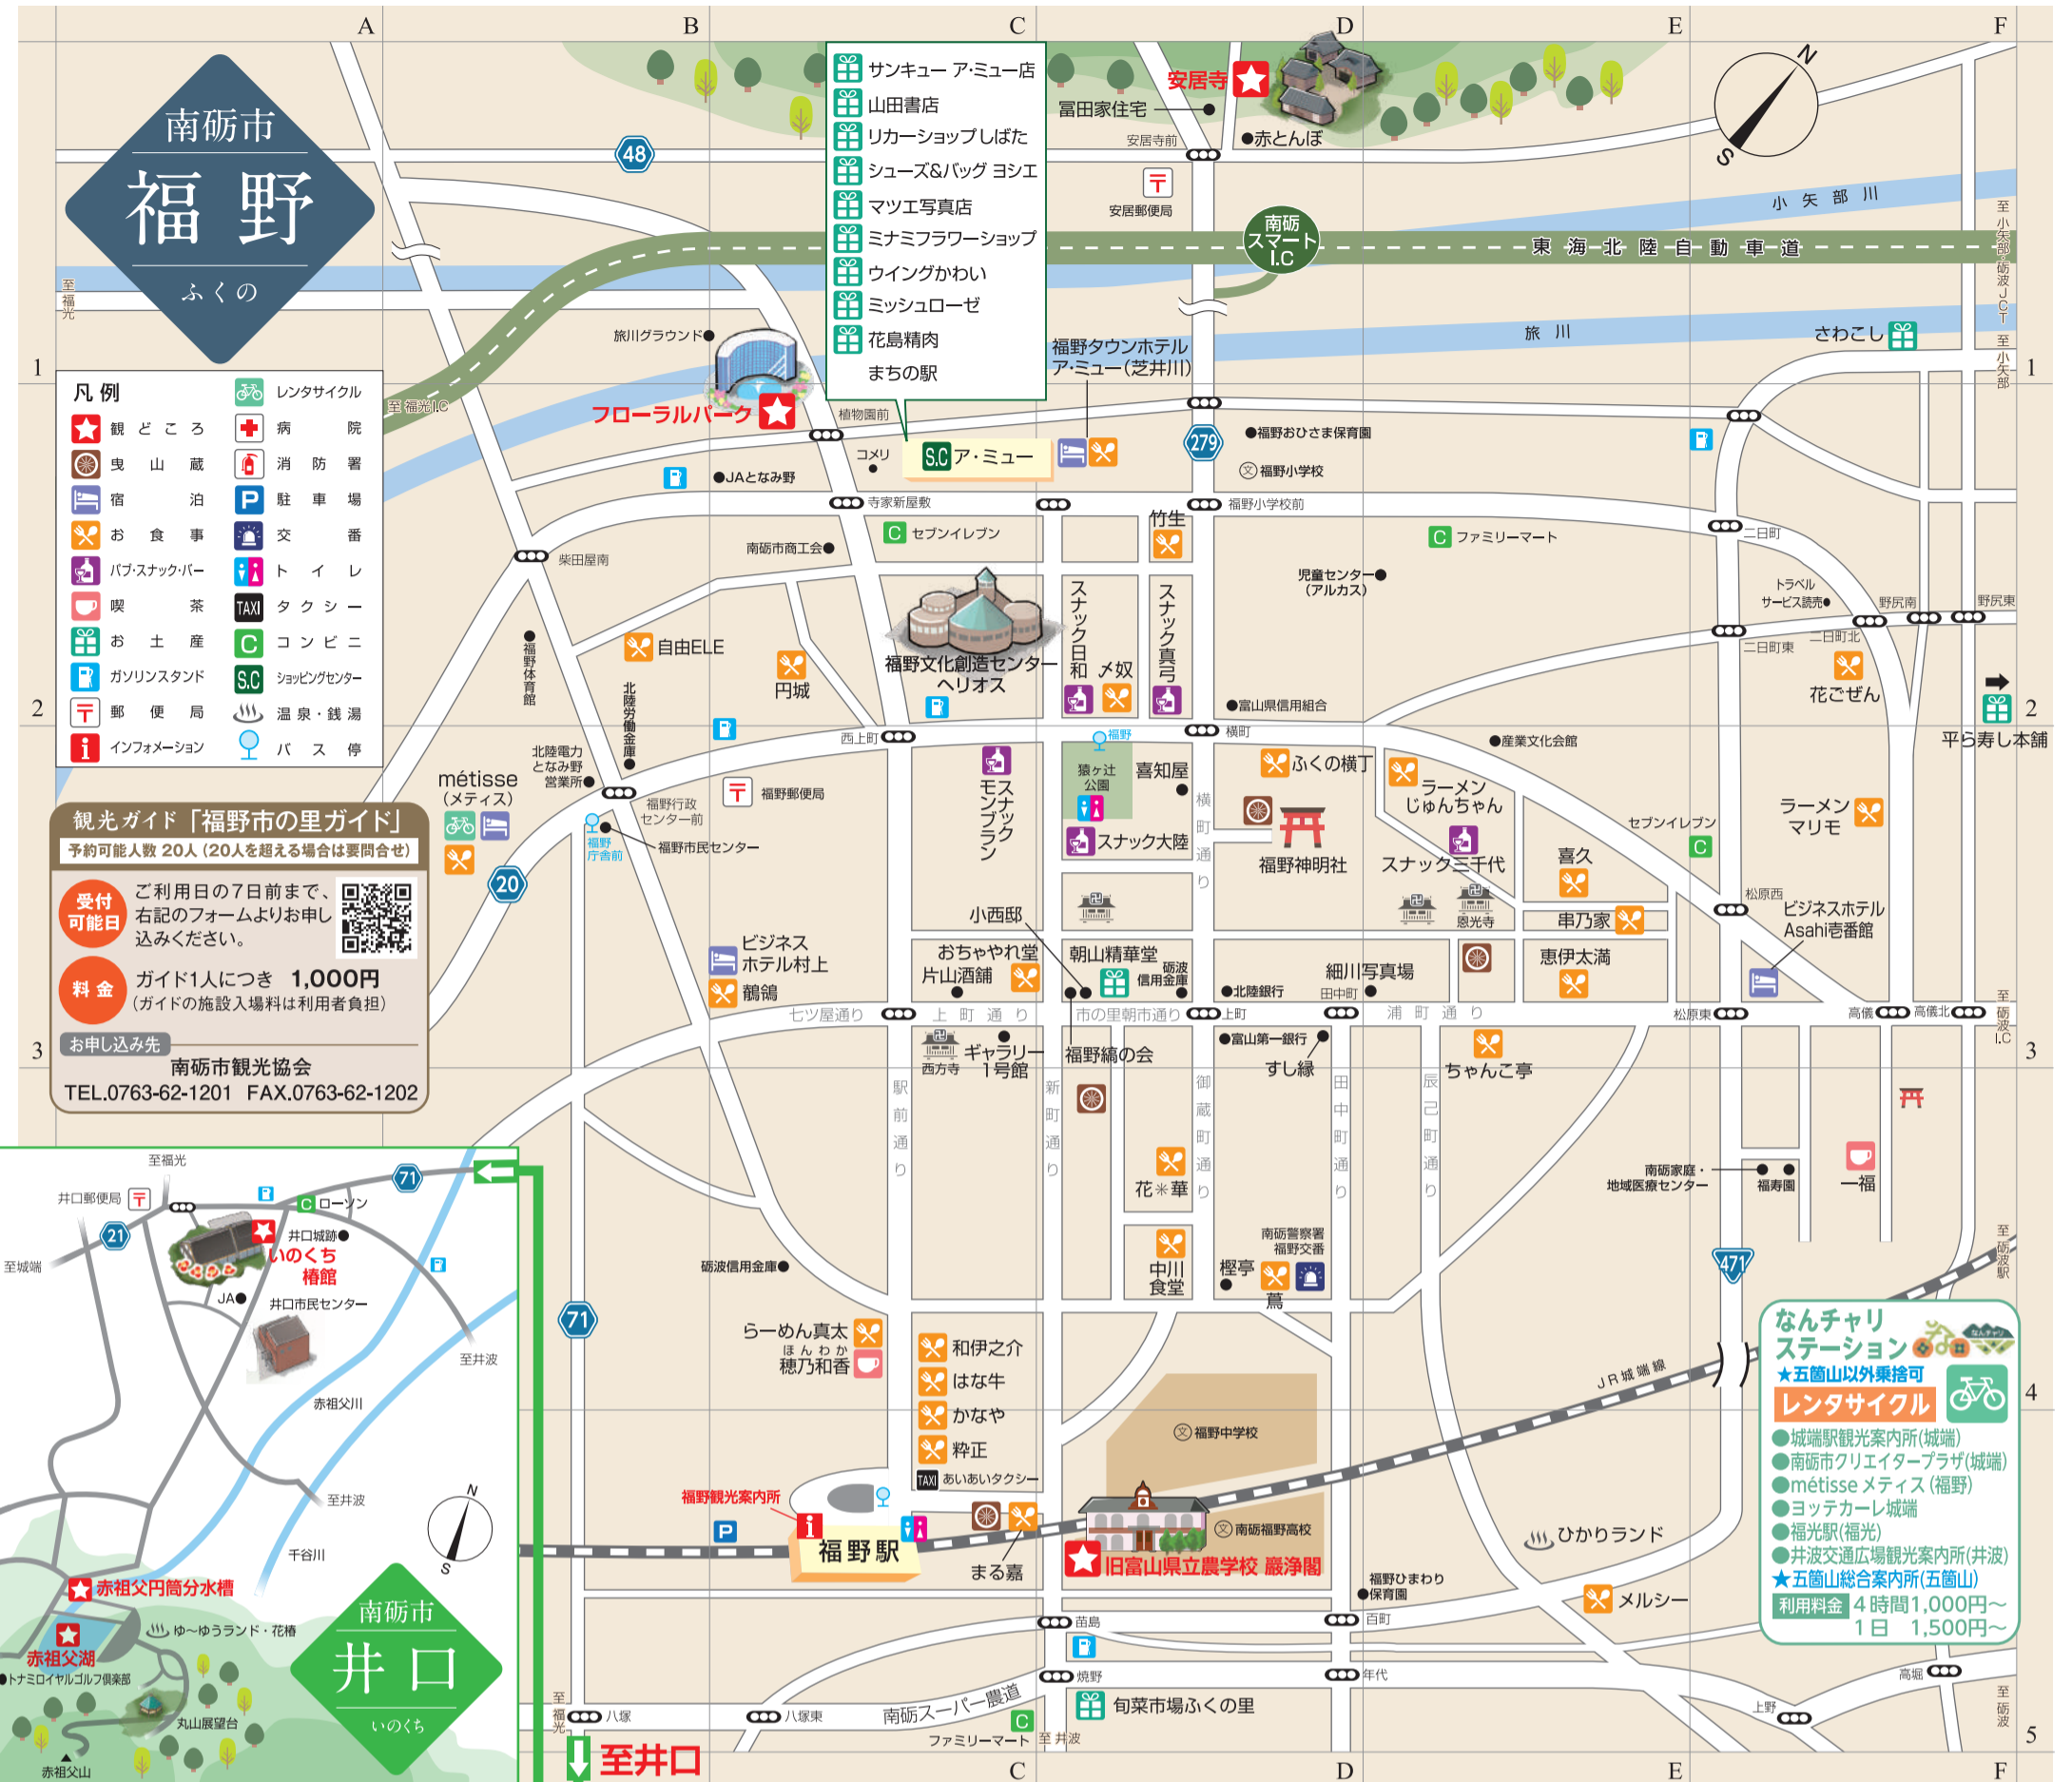 A
B
C
D
E
F
南砺市
福野
ふくの
サンキュー ア・ミュー店
山田書店
リカーショップしばた
シューズ&バッグ ヨシエ
マツエ写真店
ミナミフラワーショップ
ウイングかわい
ミッシュローゼ
花島精肉
まちの駅
安居寺
冨田家住宅
安居寺前
赤とんぼ
安居郵便局
N
S
48
小矢部川
南砺
スマート
I.C
東海北陸自動車道
至小矢部・砺波JCT
至福光
旅川グラウンド
旅川
さわこし
至小矢部
福野タウンホテル
ア・ミュー(芝井川)
1
1
凡例
レンタサイクル
観どころ
病院
曳山蔵
消防署
宿泊
P
駐車場
お食事
交番
パブ・スナック・バー
トイレ
喫茶
TAXI
タクシー
お土産
C
コンビニ
ガソリンスタンド
S.C
ショッピングセンター
郵便局
温泉・銭湯
インフォメーション
バス停
至 福光I.C
フローラルパーク
植物園前
コメリ
S.C ア・ミュー
279
福野おひさま保育園
文 福野小学校
JAとなみ野
寺家新屋敷
福野小学校前
C セブンイレブン
南砺市商工会
竹生
C ファミリーマート
二日町
柴田屋南
児童センター
(アルカス)
トラベル
サービス読売
野尻南
野尻東
二日町北
二日町東
福野体育館
自由ELE
円城
福野文化創造センター
ヘリオス
スナック日和
〆奴
スナック真弓
花ごぜん
北陸労働金庫
富山県信用組合
2
2
平ら寿し本舗
西上町
福野
横町
産業文化会館
北陸電力
となみ野
営業所
métisse
(メティス)
福野行政
センター前
福野郵便局
スナック
モンブラン
猿ヶ辻
公園
喜知屋
横町通り
ふくの横丁
ラーメン
じゅんちゃん
ラーメン
マリモ
福野
庁舎前
福野市民センター
スナック大陸
福野神明社
スナック三千代
喜久
セブンイレブン
C
20
小西邸
恩光寺
串乃家
松原西
ビジネスホテル
Asahi壱番館
観光ガイド「福野市の里ガイド」
予約可能人数 20人(20人を超える場合は要問合せ)
受付
可能日
ご利用日の7日前まで、
右記のフォームよりお申し
込みください。
料金
ガイド1人につき 1,000円
(ガイドの施設入場料は利用者負担)
お申し込み先
南砺市観光協会
TEL.0763-62-1201 FAX.0763-62-1202
ビジネス
ホテル村上
鶺鴒
おちゃやれ堂
片山酒舗
朝山精華堂
砺波
信用金庫
北陸銀行
細川写真場
田中町
恵伊太満
七ツ屋通り
上町通り
市の里朝市通り
上町
浦町通り
松原東
高儀
高儀北
至砺波I.C
3
3
西方寺
ギャラリー
1号館
福野縞の会
富山第一銀行
すし縁
ちゃんこ亭
駅前通り
新町通り
御蔵町通り
田中町通り
辰己町通り
花＊華
南砺家庭・
地域医療センター
福寿園
一福
中川
食堂
南砺警察署
福野交番
樫亭
蔦
砺波信用金庫
71
471
至砺波駅
至福光
井口郵便局
21
71
C ローソン
井口城跡
いのくち
椿館
至城端
JA
井口市民センター
至井波
赤祖父川
至井波
千谷川
N
S
赤祖父円筒分水槽
ゆ〜ゆうランド・花椿
赤祖父湖
トナミロイヤルゴルフ倶楽部
丸山展望台
赤祖父山
南砺市
井口
いのくち
らーめん真太
ほんわか
穂乃和香
和伊之介
はな牛
かなや
粋正
TAXI あいあいタクシー
文 福野中学校
JR城端線
福野観光案内所
P
福野駅
まる嘉
文 南砺福野高校
旧富山県立農学校 巖浄閣
ひかりランド
福野ひまわり
保育園
メルシー
苗島
百町
焼野
年代
高堀
上野
至砺波
旬菜市場ふくの里
南砺スーパー農道
C
ファミリーマート
至 井波
至福光
八塚
八塚東
至井口
なんチャリ
ステーション
なんチャリ
★五箇山以外乗捨可
レンタサイクル
●城端駅観光案内所(城端)
●南砺市クリエイタープラザ(城端)
●métisse メティス(福野)
●ヨッテカーレ城端
●福光駅(福光)
●井波交通広場観光案内所(井波)
★五箇山総合案内所(五箇山)
利用料金 4時間1,000円〜
1日 1,500円〜
4
5
C
D
E
F